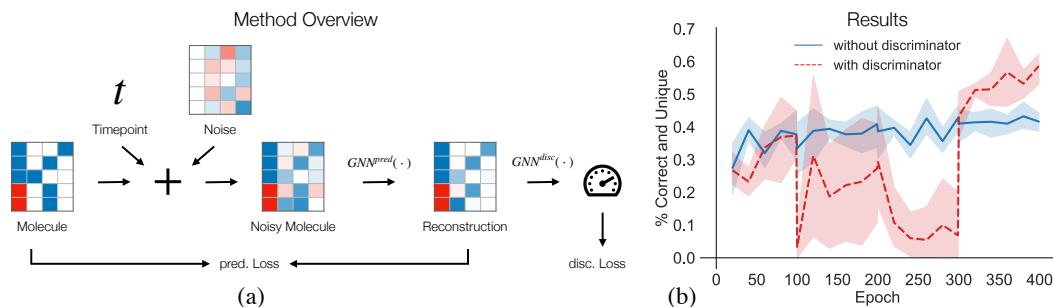 Method Overview
t
Timepoint
Noise
+
Molecule
Noisy Molecule
GNN^pred(·)
Reconstruction
GNN^disc(·)
pred. Loss
disc. Loss
(a)
Results
without discriminator
with discriminator
% Correct and Unique
0.6
0.5
0.4
0.3
0.2
0.1
0.0
0 50 100 150 200 250 300 350 400
Epoch
(b)